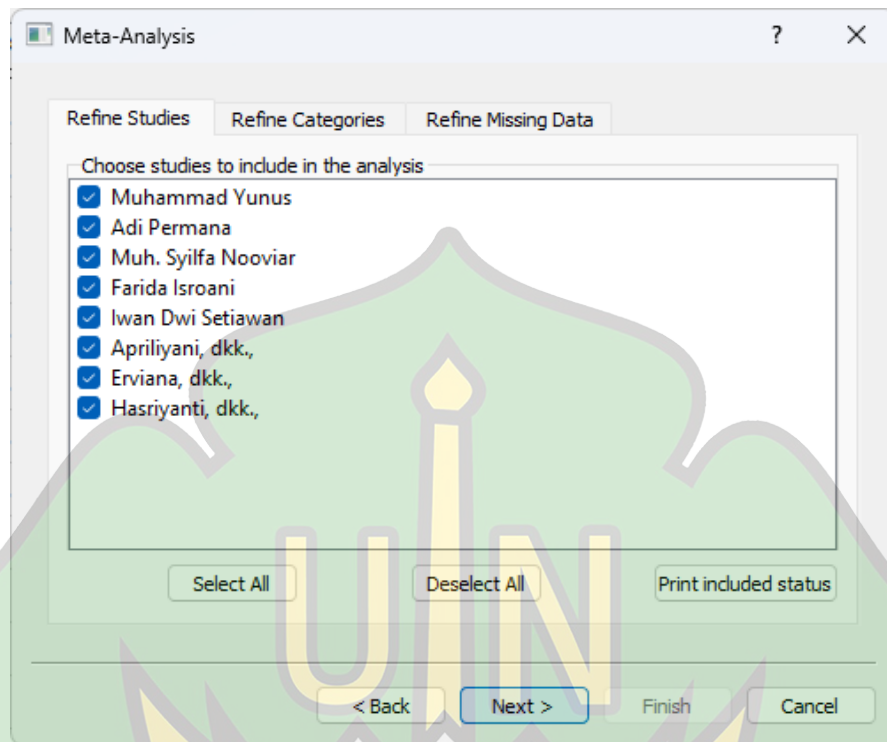 Meta-Analysis ?
Refine Studies Refine Categories Refine Missing Data
Choose studies to include in the analysis
Muhammad Yunus
Adi Permana
Muh. Syilfa Nooviar
Farida Isroani
Iwan Dwi Setiawan
Apriliyani, dkk.,
Erviana, dkk.,
Hasriyanti, dkk.,
Select All Deselect All Print included status
UIN
< Back Next > Finish Cancel